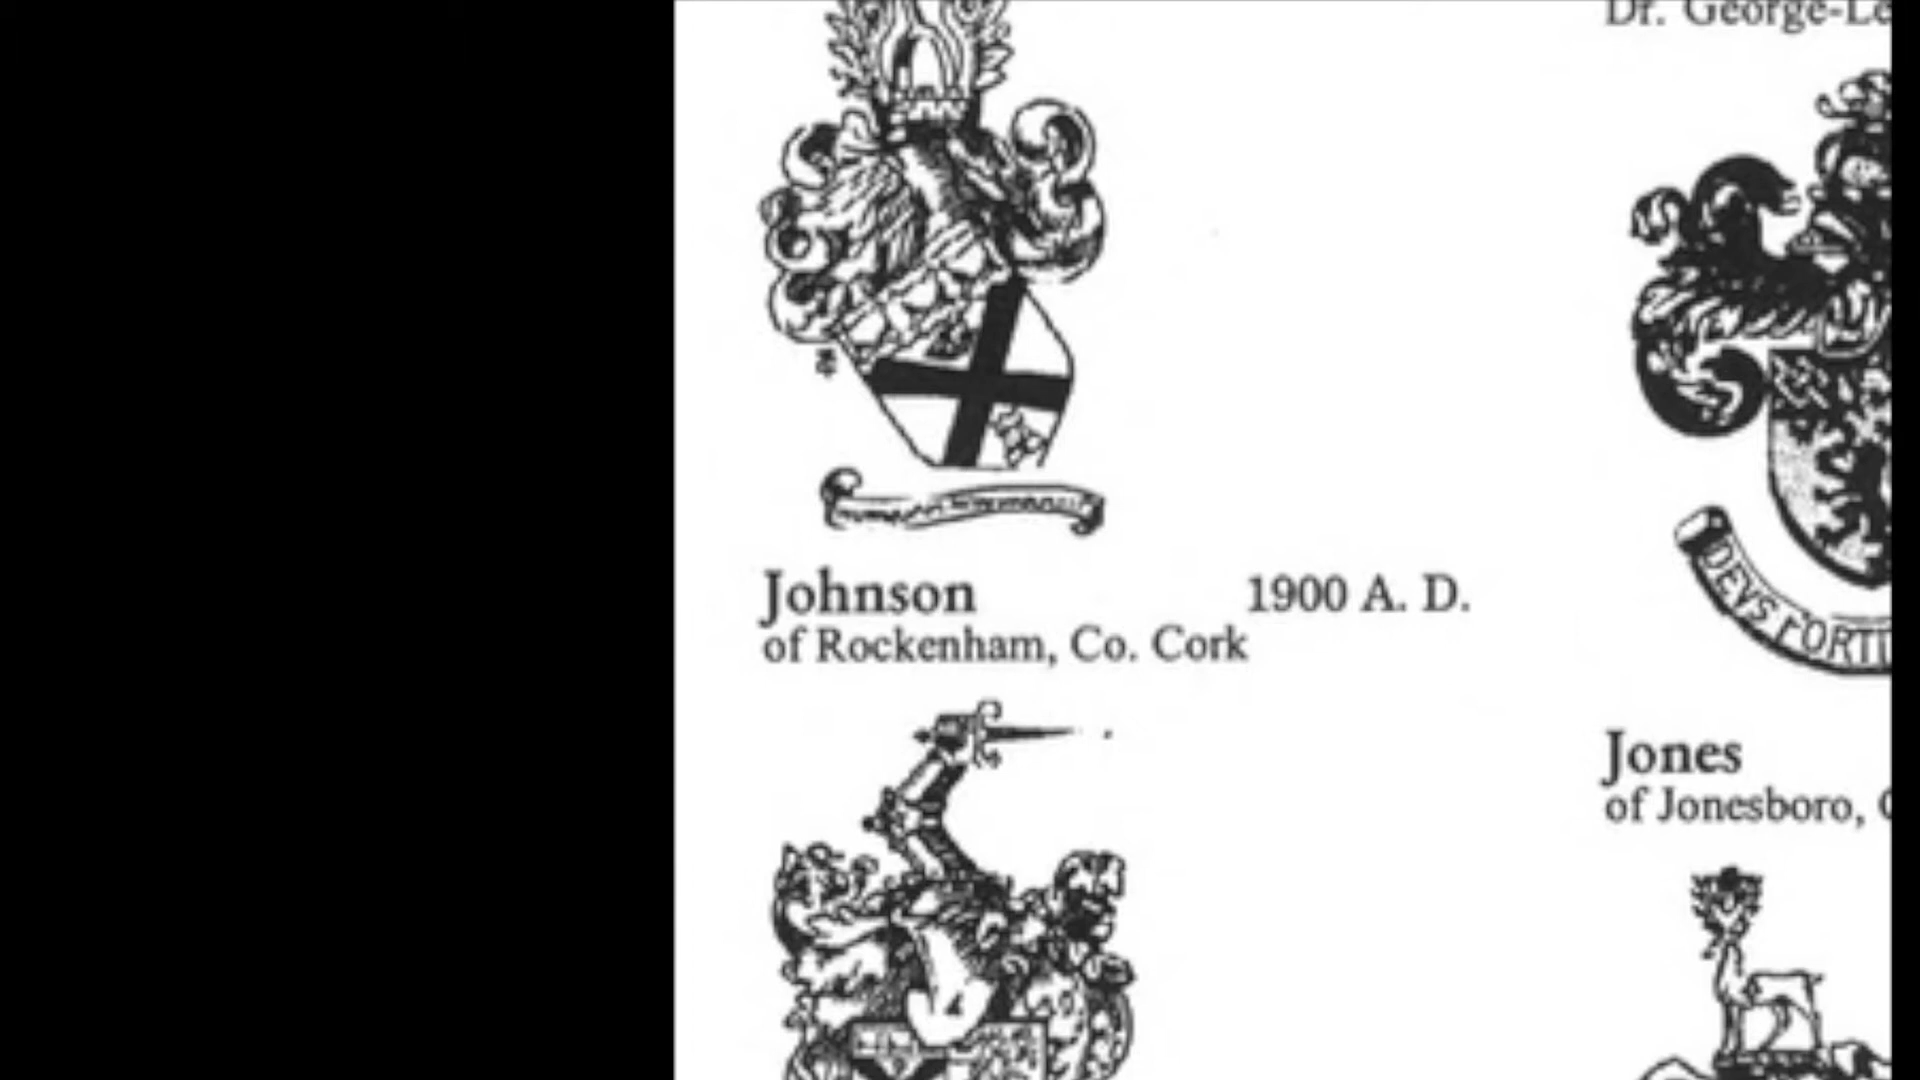 Dr. George-Le
Johnson 1900 A. D.
of Rockenham, Co. Cork
DEVS FORTI
Jones
of Jonesboro,